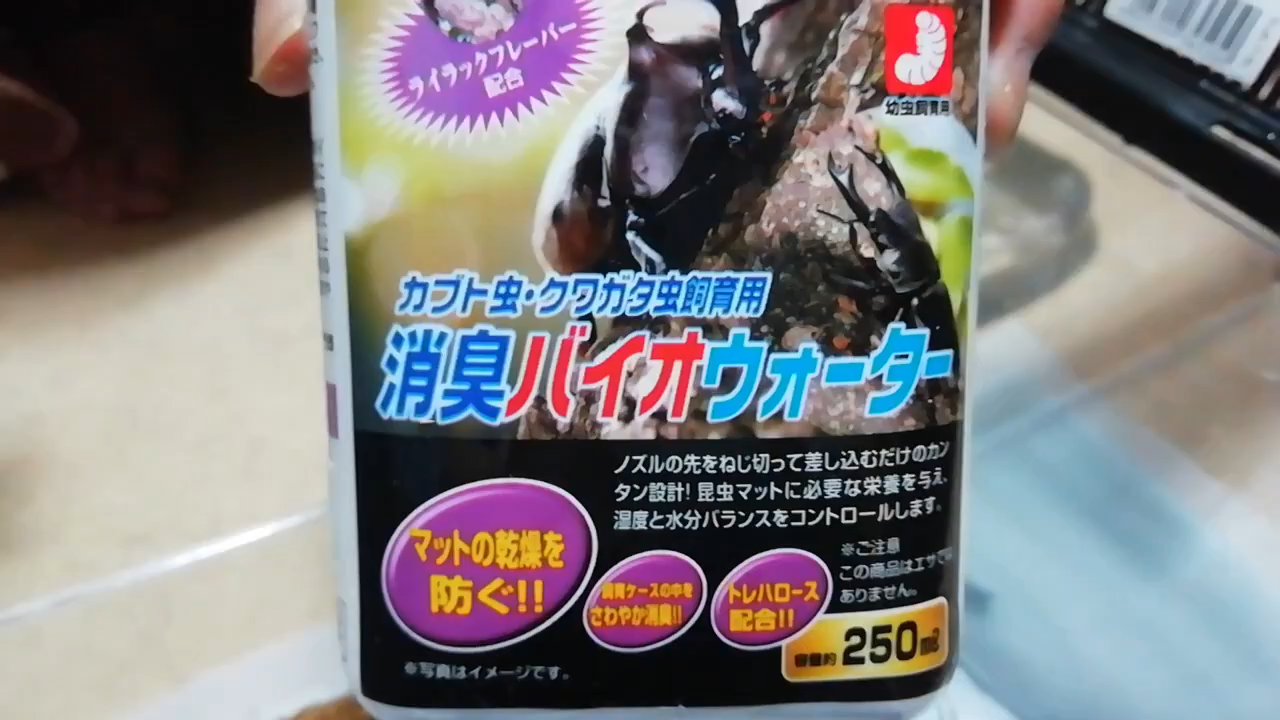 ライラックフレーバー
配合
幼虫飼育用
カブト虫・クワガタ虫飼育用
消臭バイオウォーター
ノズルの先をねじ切って差し込むだけのカン
タン設計!昆虫マットに必要な栄養を与え、
湿度と水分バランスをコントロールします。
マットの乾燥を
防ぐ!!
飼育ケースの中を
さわやか消臭!!
トレハロース
配合!!
※ご注意
この商品はエサでは
ありません。
容量約 250mℓ
※写真はイメージです。